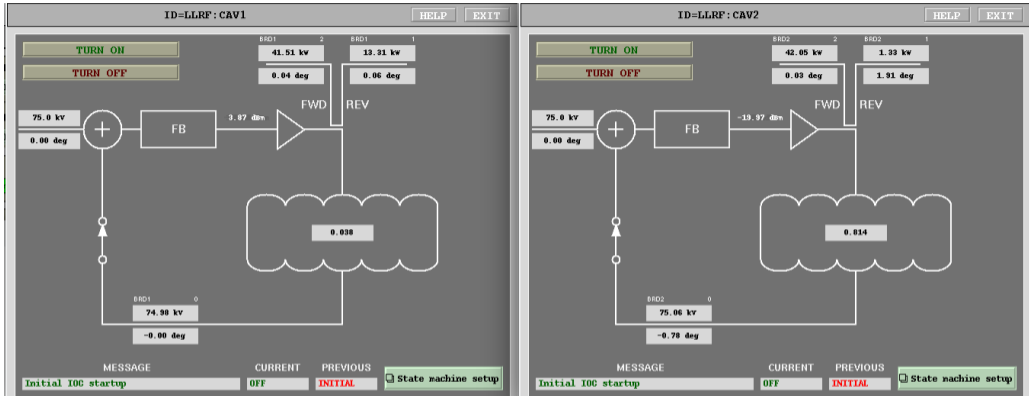 ID=LLRF:CAV1
HELP
EXIT
TURN ON
TURN OFF
BRD1 2
41.51 kv
0.04 deg
BRD1 1
13.31 kv
0.06 deg
FWD
REV
75.0 kv
0.00 deg
+
FB
3.87 dBm
0.038
BRD1 0
74.98 kv
-0.00 deg
MESSAGE
CURRENT
PREVIOUS
Initial IOC startup
OFF
INITIAL
State machine setup
ID=LLRF:CAV2
HELP
EXIT
TURN ON
TURN OFF
BRD2 2
42.05 kv
0.03 deg
BRD2 1
1.33 kv
1.91 deg
FWD
REV
75.0 kv
0.00 deg
+
FB
-19.97 dBm
0.814
BRD2 0
75.06 kv
-0.78 deg
MESSAGE
CURRENT
PREVIOUS
Initial IOC startup
OFF
INITIAL
State machine setup